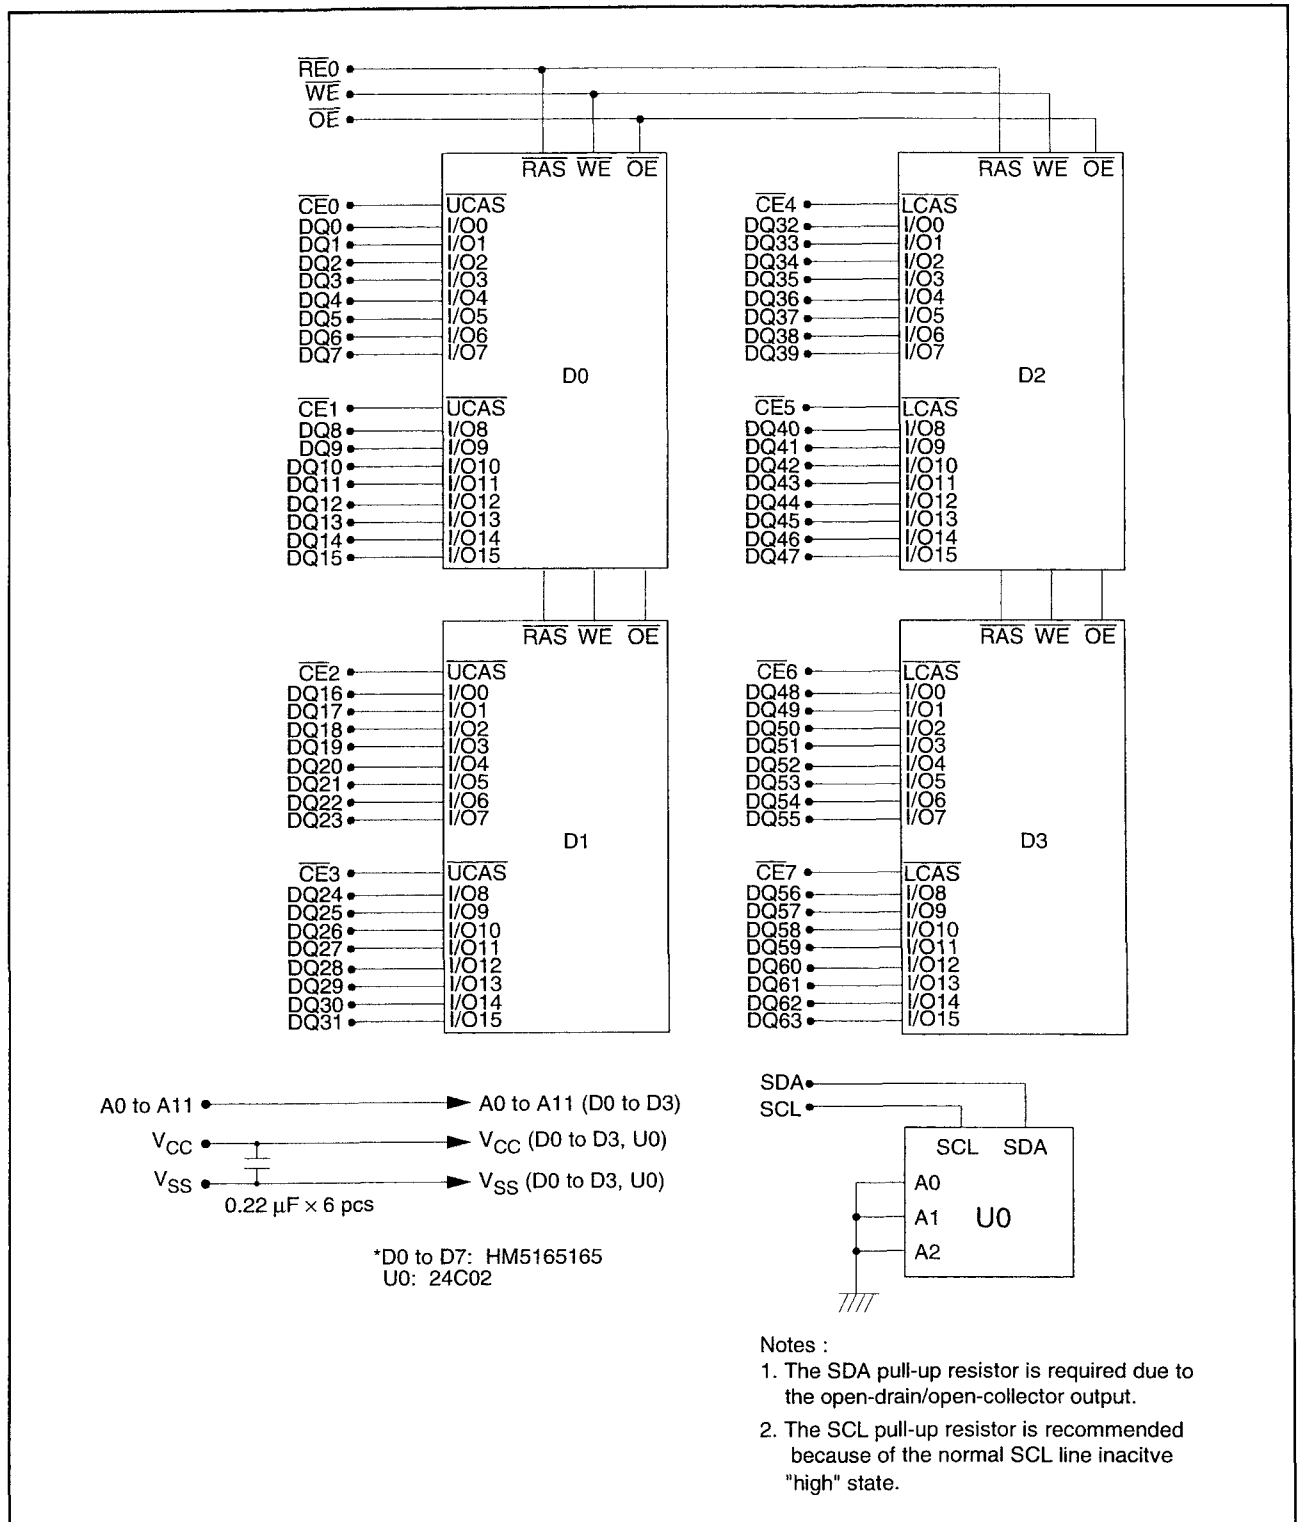 RE0
WE
OE
RAS WE OE
CE0 UCAS
DQ0 I/O0
DQ1 I/O1
DQ2 I/O2
DQ3 I/O3
DQ4 I/O4
DQ5 I/O5
DQ6 I/O6
DQ7 I/O7
D0
CE1 UCAS
DQ8 I/O8
DQ9 I/O9
DQ10 I/O10
DQ11 I/O11
DQ12 I/O12
DQ13 I/O13
DQ14 I/O14
DQ15 I/O15
RAS WE OE
CE4 LCAS
DQ32 I/O0
DQ33 I/O1
DQ34 I/O2
DQ35 I/O3
DQ36 I/O4
DQ37 I/O5
DQ38 I/O6
DQ39 I/O7
D2
CE5 LCAS
DQ40 I/O8
DQ41 I/O9
DQ42 I/O10
DQ43 I/O11
DQ44 I/O12
DQ45 I/O13
DQ46 I/O14
DQ47 I/O15
RAS WE OE
CE2 UCAS
DQ16 I/O0
DQ17 I/O1
DQ18 I/O2
DQ19 I/O3
DQ20 I/O4
DQ21 I/O5
DQ22 I/O6
DQ23 I/O7
D1
CE3 UCAS
DQ24 I/O8
DQ25 I/O9
DQ26 I/O10
DQ27 I/O11
DQ28 I/O12
DQ29 I/O13
DQ30 I/O14
DQ31 I/O15
RAS WE OE
CE6 LCAS
DQ48 I/O0
DQ49 I/O1
DQ50 I/O2
DQ51 I/O3
DQ52 I/O4
DQ53 I/O5
DQ54 I/O6
DQ55 I/O7
D3
CE7 LCAS
DQ56 I/O8
DQ57 I/O9
DQ58 I/O10
DQ59 I/O11
DQ60 I/O12
DQ61 I/O13
DQ62 I/O14
DQ63 I/O15
A0 to A11 A0 to A11 (D0 to D3)
VCC VCC (D0 to D3, U0)
VSS VSS (D0 to D3, U0)
0.22 µF × 6 pcs
*D0 to D7: HM5165165
U0: 24C02
SDA
SCL
SCL SDA
A0
A1 U0
A2
Notes :
1. The SDA pull-up resistor is required due to
the open-drain/open-collector output.
2. The SCL pull-up resistor is recommended
because of the normal SCL line inacitve
"high" state.